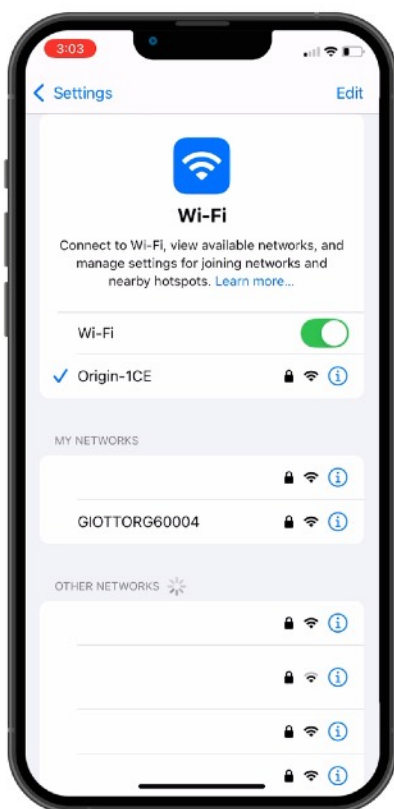 3:03
Settings
Edit
Wi-Fi
Connect to Wi-Fi, view available networks, and
manage settings for joining networks and
nearby hotspots. Learn more...
Wi-Fi
Origin-1CE
MY NETWORKS
GIOTTORG60004
OTHER NETWORKS